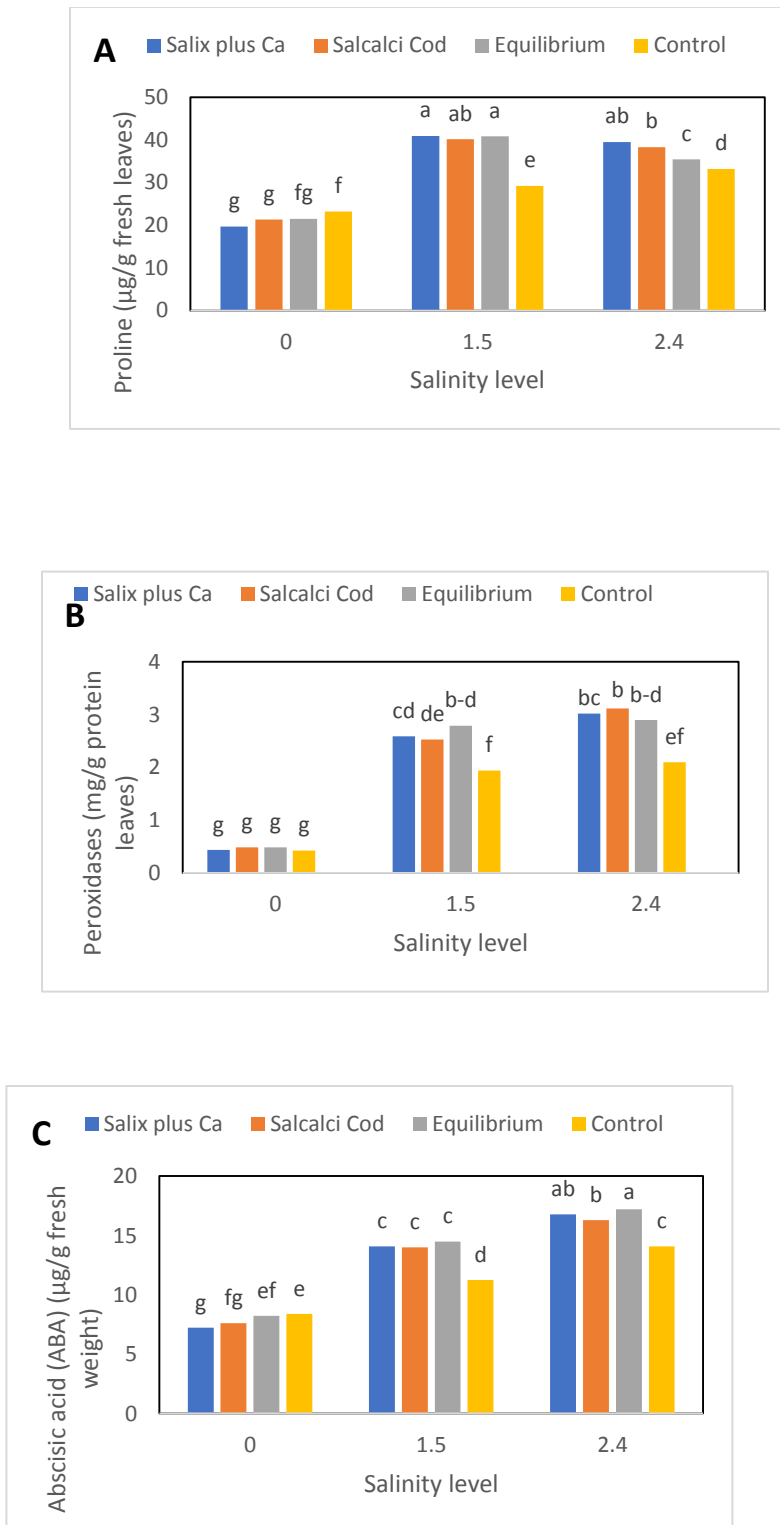 A
Salix plus Ca Salcalci Cod Equilibrium Control
Proline (µg/g fresh leaves)
50
40
30
20
10
0
g g fg f
a ab a e
ab b c d
0 1.5 2.4
Salinity level
B
Salix plus Ca Salcalci Cod Equilibrium Control
Peroxidases (mg/g protein
leaves)
4
3
2
1
0
g g g g
cd de b-d f
bc b b-d ef
0 1.5 2.4
Salinity level
C
Salix plus Ca Salcalci Cod Equilibrium Control
Abscisic acid (ABA) (µg/g fresh
weight)
20
15
10
5
0
g fg ef e
c c c d
ab b a c
0 1.5 2.4
Salinity level